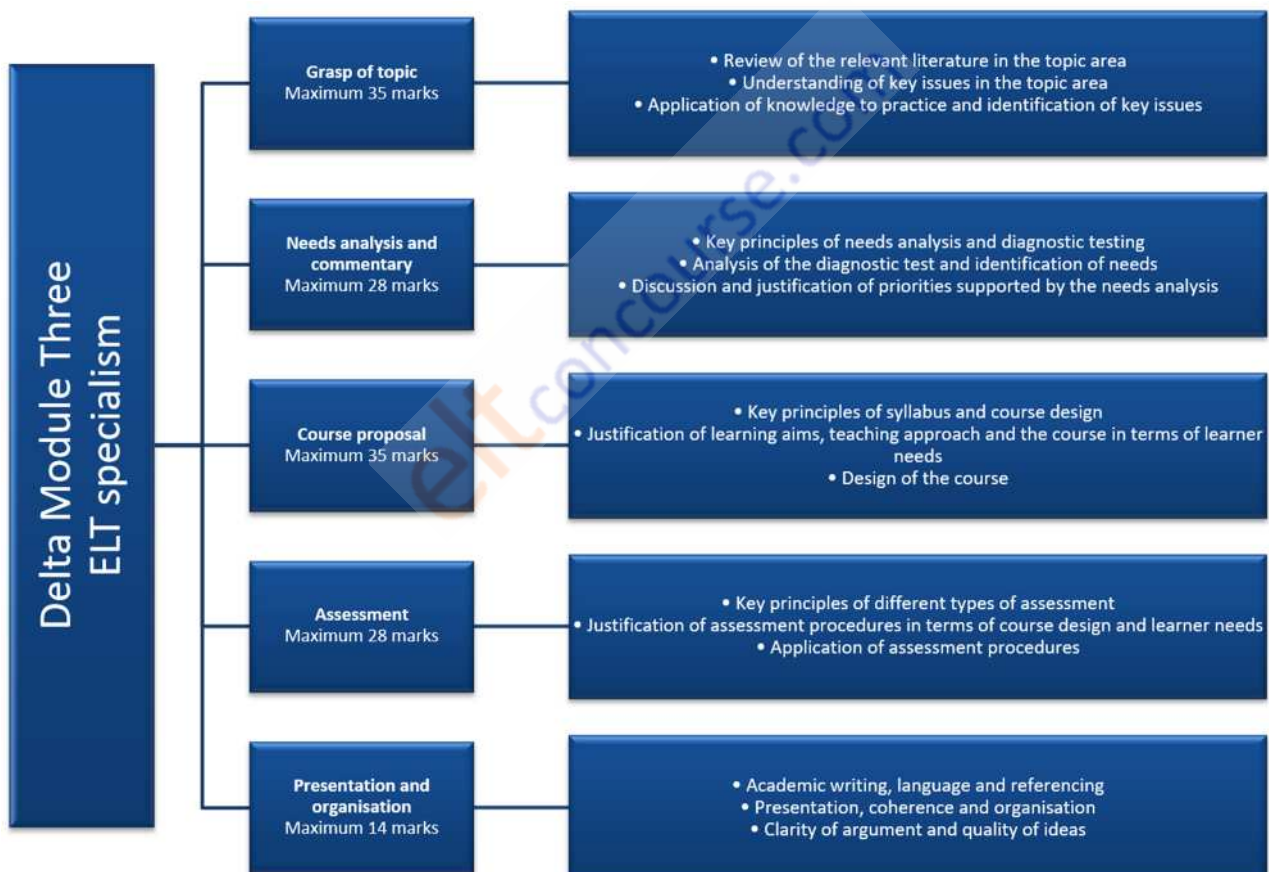 Delta Module Three
ELT specialism
Grasp of topic
Maximum 35 marks
• Review of the relevant literature in the topic area
• Understanding of key issues in the topic area
• Application of knowledge to practice and identification of key issues
Needs analysis and
commentary
Maximum 28 marks
• Key principles of needs analysis and diagnostic testing
• Analysis of the diagnostic test and identification of needs
• Discussion and justification of priorities supported by the needs analysis
Course proposal
Maximum 35 marks
• Key principles of syllabus and course design
• Justification of learning aims, teaching approach and the course in terms of learner
needs
• Design of the course
Assessment
Maximum 28 marks
• Key principles of different types of assessment
• Justification of assessment procedures in terms of course design and learner needs
• Application of assessment procedures
Presentation and
organisation
Maximum 14 marks
• Academic writing, language and referencing
• Presentation, coherence and organisation
• Clarity of argument and quality of ideas
eltconcourse.com